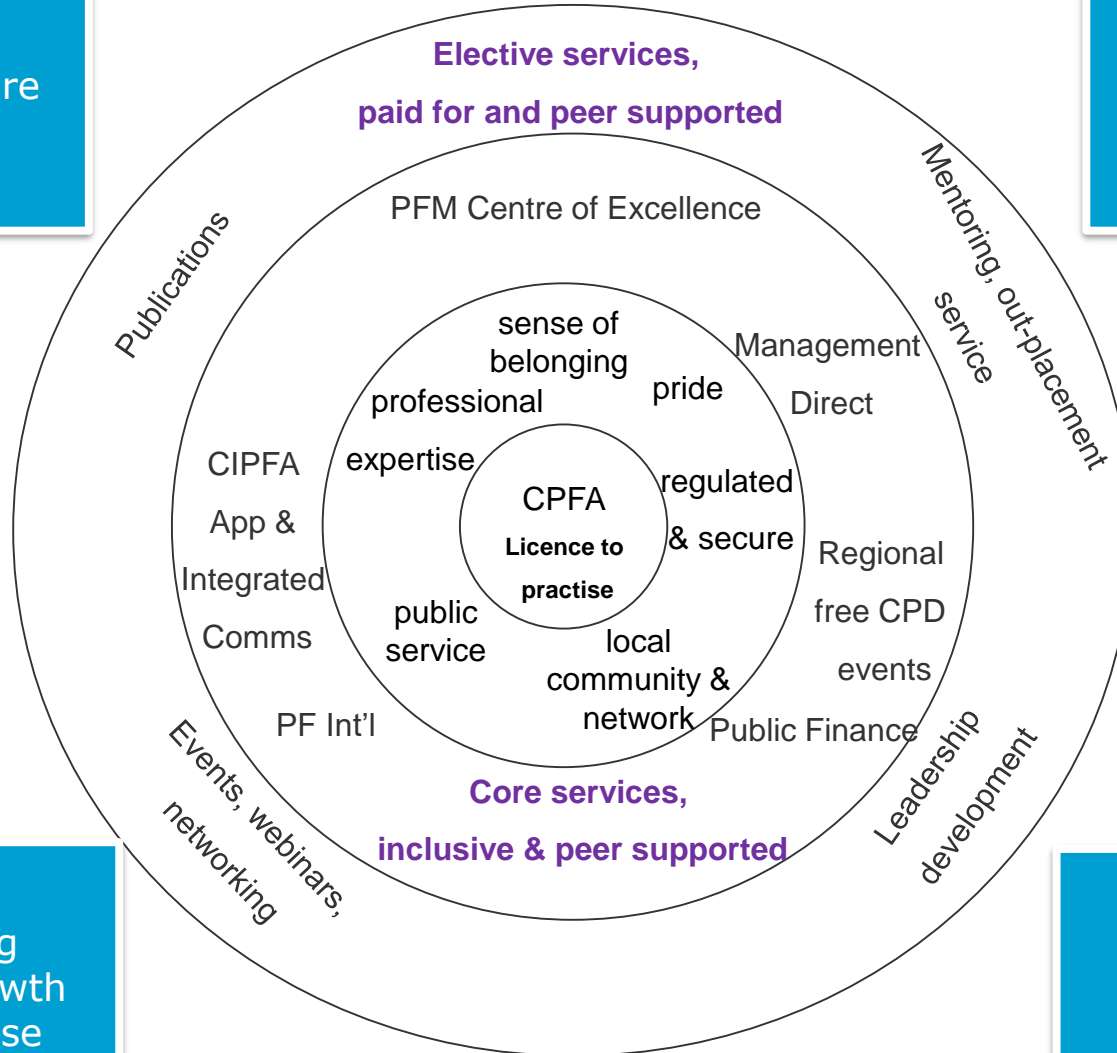 Elective services,
paid for and peer supported
Publications
Mentoring, out-placement
service
PFM Centre of Excellence
Management
Direct
CIPFA
App &
Integrated
Comms
Regional
free CPD
events
PF Int'l
Public Finance
sense of
belonging
professional
expertise
pride
regulated
& secure
public
service
local
community &
network
CPFA
Licence to
practise
Core services,
inclusive & peer supported
Events, webinars,
networking
Leadership
development